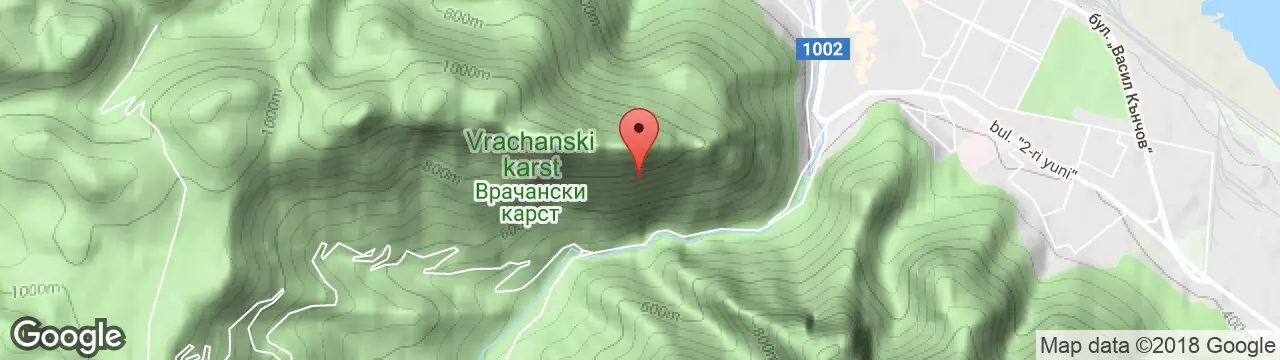 800m
1000m
1002
бул. „Васил Кънчов“
1000m
bul. "2-ri yuni"
Vrachanski
karst
Врачански
карст
800m
1000m
600m
800m
Google
Map data ©2018 Google